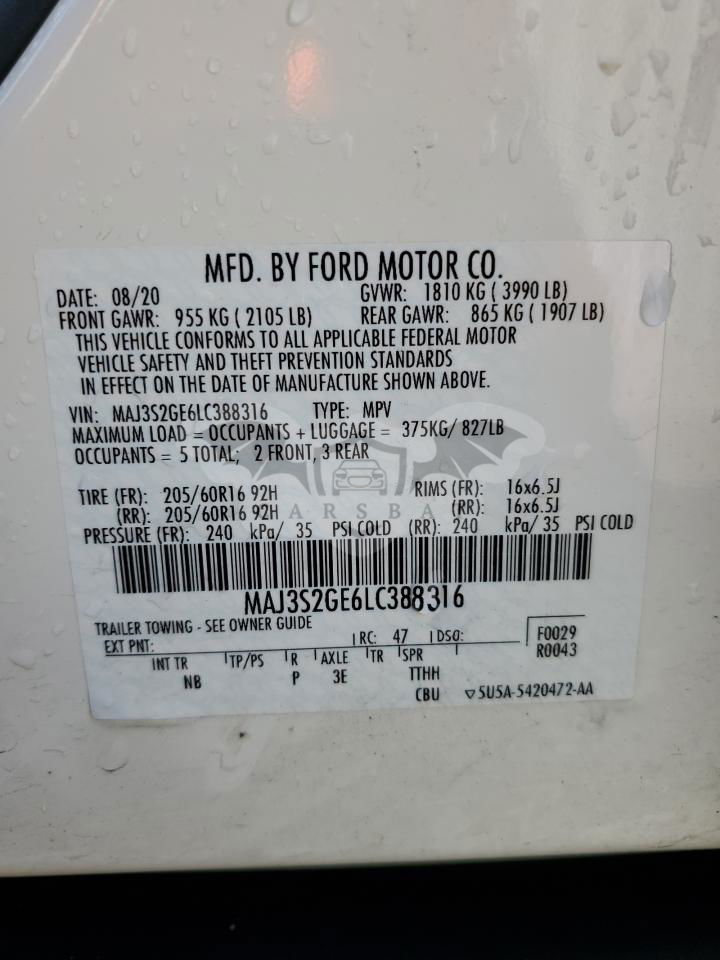 MFD. BY FORD MOTOR CO.
DATE: 08/20 GVWR: 1810 KG ( 3990 LB)
FRONT GAWR: 955 KG ( 2105 LB) REAR GAWR: 865 KG ( 1907 LB)
THIS VEHICLE CONFORMS TO ALL APPLICABLE FEDERAL MOTOR
VEHICLE SAFETY AND THEFT PREVENTION STANDARDS
IN EFFECT ON THE DATE OF MANUFACTURE SHOWN ABOVE.
VIN: MAJ3S2GE6LC388316 TYPE: MPV
MAXIMUM LOAD = OCCUPANTS + LUGGAGE = 375KG/ 827LB
OCCUPANTS = 5 TOTAL; 2 FRONT, 3 REAR
TIRE (FR): 205/60R16 92H RIMS (FR): 16x6.5J
(RR): 205/60R16 92H (RR): 16x6.5J
PRESSURE (FR): 240 kPa/ 35 PSI COLD (RR): 240 kPa/ 35 PSI COLD
MAJ3S2GE6LC388316
TRAILER TOWING - SEE OWNER GUIDE
EXT PNT: RC: 47 DSO: F0029
R0043
INT TR TP/PS R AXLE TR SPR
NB P 3E TTHH
CBU ▽5U5A-5420472-AA